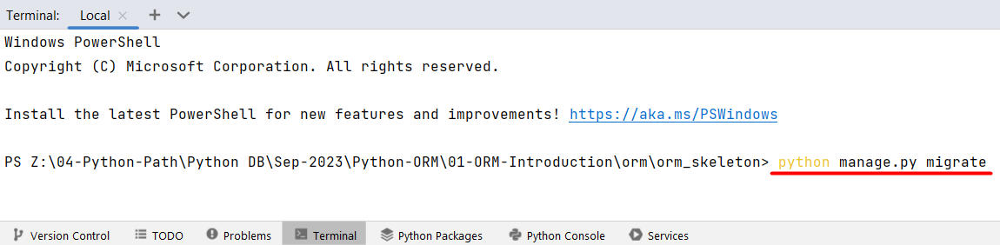 Terminal: Local
Windows PowerShell
Copyright (C) Microsoft Corporation. All rights reserved.
Install the latest PowerShell for new features and improvements! https://aka.ms/PSWindows
PS Z:\04-Python-Path\Python DB\Sep-2023\Python-ORM\01-ORM-Introduction\orm\orm_skeleton> python manage.py migrate
Version Control TODO Problems Terminal Python Packages Python Console Services